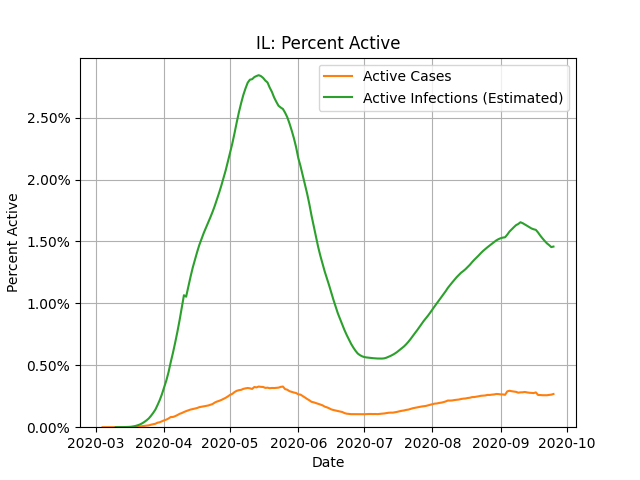 IL: Percent Active
Active Cases
Active Infections (Estimated)
Percent Active
2.50%
2.00%
1.50%
1.00%
0.50%
0.00%
2020-03 2020-04 2020-05 2020-06 2020-07 2020-08 2020-09 2020-10
Date